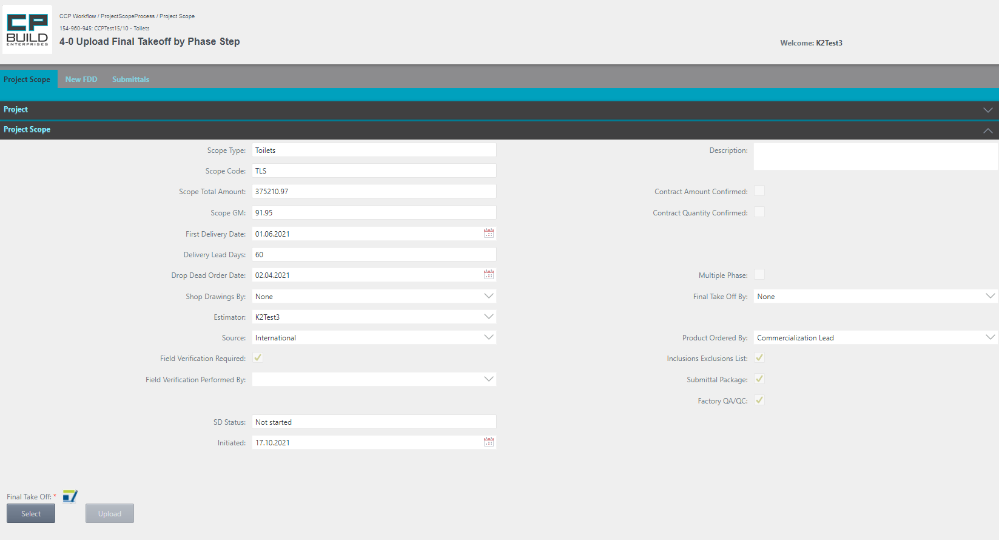 CP
BUILD
ENTERPRISES
CCP Workflow / ProjectScopeProcess / Project Scope
154-960-945: CCPTest15/10 - Toilets
4-0 Upload Final Takeoff by Phase Step
Welcome: K2Test3
Project Scope New FDD Submittals
Project
Project Scope
Scope Type: Toilets Description:
Scope Code: TLS
Scope Total Amount: 375210.97 Contract Amount Confirmed:
Scope GM: 91.95 Contract Quantity Confirmed:
First Delivery Date: 01.06.2021
Delivery Lead Days: 60
Drop Dead Order Date: 02.04.2021 Multiple Phase:
Shop Drawings By: None Final Take Off By: None
Estimator: K2Test3
Source: International Product Ordered By: Commercialization Lead
Field Verification Required: Inclusions Exclusions List:
Field Verification Performed By: Submittal Package:
Factory QA/QC:
SD Status: Not started
Initiated: 17.10.2021
Final Take Off: *
Select Upload